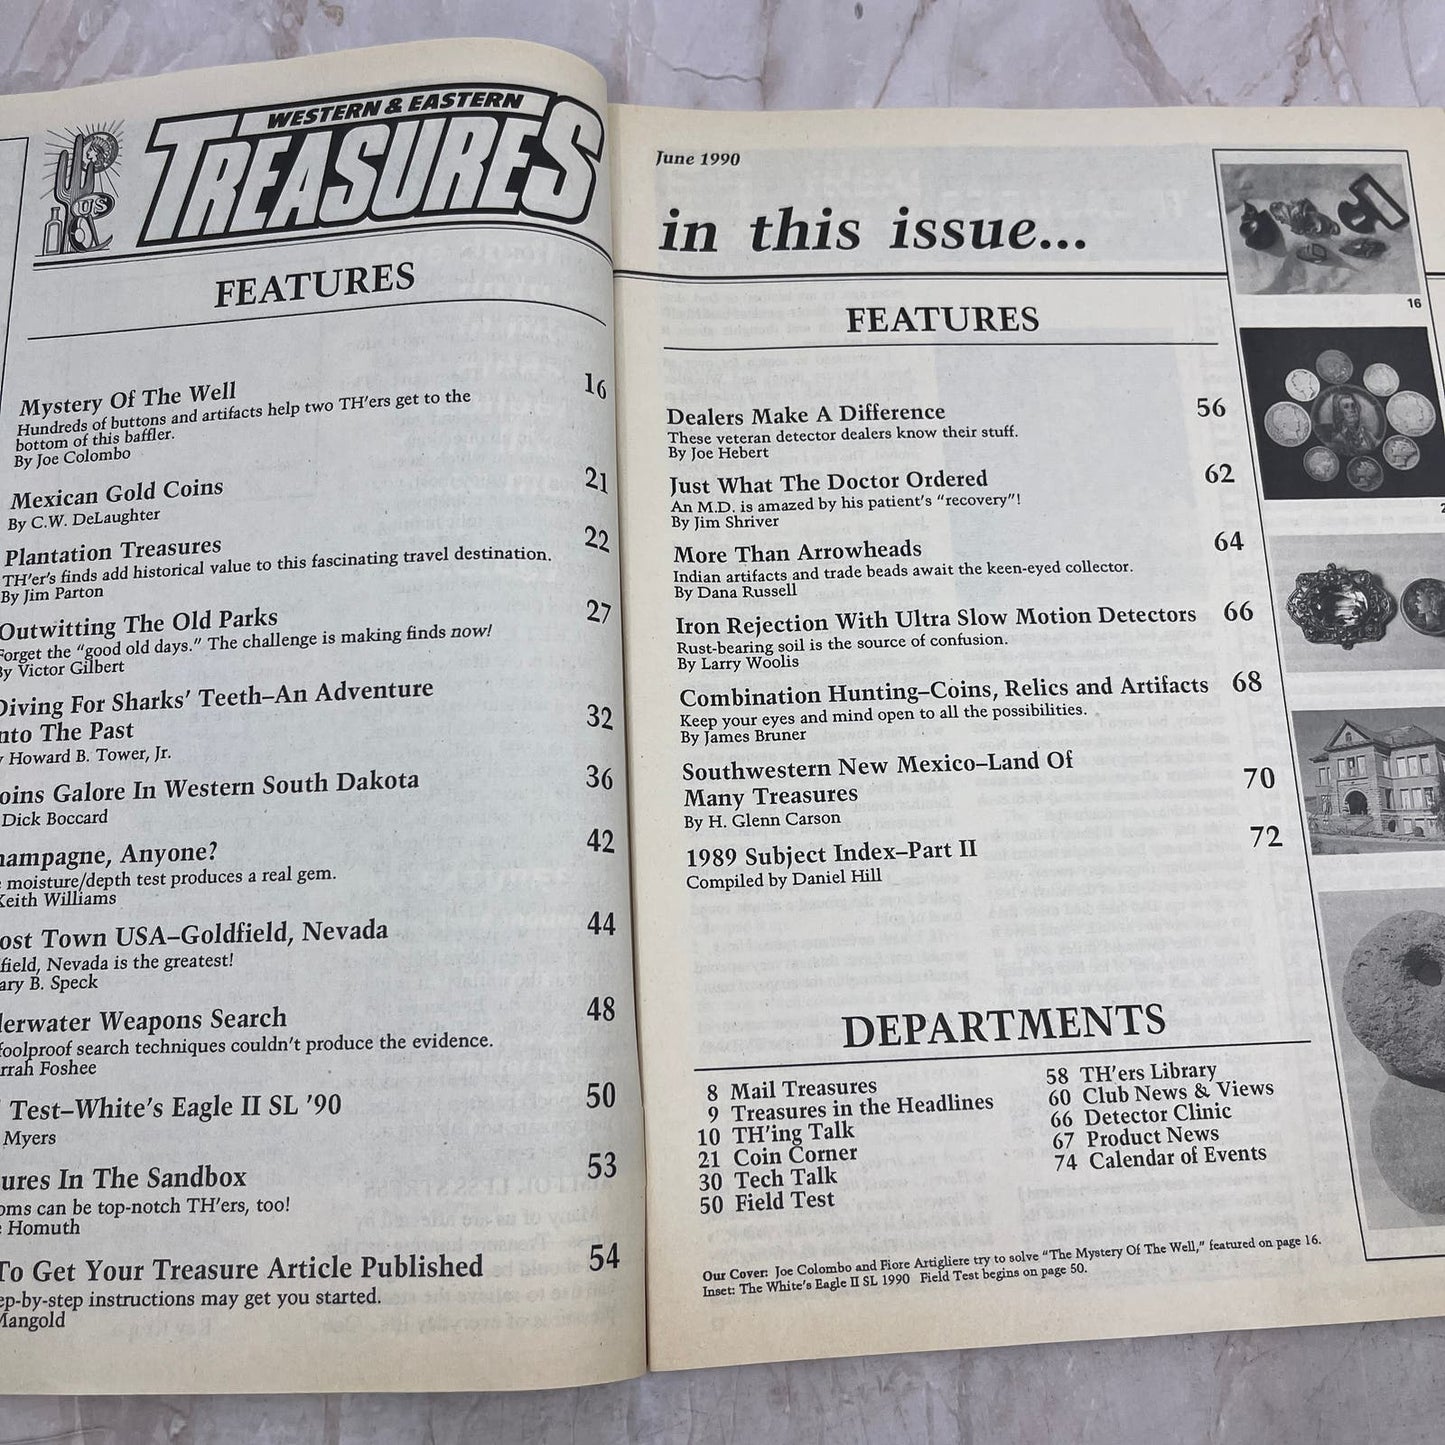 WESTERN & EASTERN
TREASURES
US
FEATURES
Mystery Of The Well 16
Hundreds of buttons and artifacts help two TH'ers get to the
bottom of this baffler.
By Joe Colombo
Mexican Gold Coins 21
By C.W. DeLaughter
Plantation Treasures 22
TH'er's finds add historical value to this fascinating travel destination.
By Jim Parton
Outwitting The Old Parks 27
Forget the “good old days.” The challenge is making finds now!
By Victor Gilbert
Diving For Sharks' Teeth–An Adventure
nto The Past 32
y Howard B. Tower, Jr.
oins Galore In Western South Dakota 36
Dick Boccard
hampagne, Anyone? 42
e moisture/depth test produces a real gem.
Keith Williams
ost Town USA–Goldfield, Nevada 44
field, Nevada is the greatest!
ary B. Speck
derwater Weapons Search 48
foolproof search techniques couldn't produce the evidence.
rrah Foshee
Test–White's Eagle II SL '90 50
Myers
ures In The Sandbox 53
oms can be top-notch TH'ers, too!
e Homuth
To Get Your Treasure Article Published 54
ep-by-step instructions may get you started.
Mangold
June 1990
in this issue...
FEATURES
Dealers Make A Difference 56
These veteran detector dealers know their stuff.
By Joe Hebert
Just What The Doctor Ordered 62
An M.D. is amazed by his patient's “recovery”!
By Jim Shriver
More Than Arrowheads 64
Indian artifacts and trade beads await the keen-eyed collector.
By Dana Russell
Iron Rejection With Ultra Slow Motion Detectors 66
Rust-bearing soil is the source of confusion.
By Larry Woolis
Combination Hunting–Coins, Relics and Artifacts 68
Keep your eyes and mind open to all the possibilities.
By James Bruner
Southwestern New Mexico–Land Of
Many Treasures 70
By H. Glenn Carson
1989 Subject Index–Part II 72
Compiled by Daniel Hill
DEPARTMENTS
8 Mail Treasures
9 Treasures in the Headlines
10 TH'ing Talk
21 Coin Corner
30 Tech Talk
50 Field Test
58 TH'ers Library
60 Club News & Views
66 Detector Clinic
67 Product News
74 Calendar of Events
Our Cover: Joe Colombo and Fiore Artigliere try to solve “The Mystery Of The Well,” featured on page 16.
Inset: The White's Eagle II SL 1990 Field Test begins on page 50.
16
2